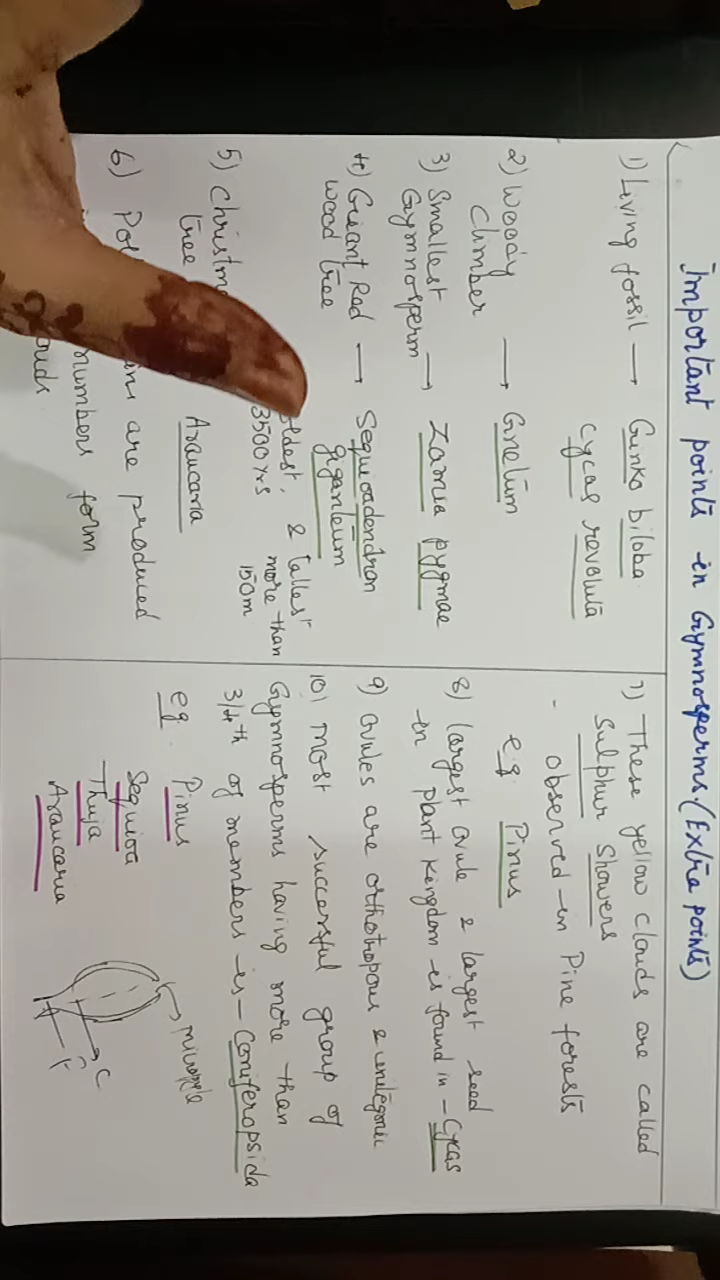 Important points in Gymnosperms (Extra points)
1) Living fossil → Ginko biloba
Cycas revoluta
2) Woody → Gnetum
Climber
3) Smallest → Zamia pygmae
Gymnosperm
4) Giant Red → Sequioadendron
wood tree giganteum
oldest; & tallest
3500 yrs more than
150m
5) Christm
tree Araucaria
6) are produced
numbers form
7) These yellow clouds are called
Sulphur Showers
- observed in Pine forests
eg Pinus
8) largest ovule & largest seed
in Plant Kingdom is found in - Cycas
9) ovules are orthotropous & unitegmic
10) most successful group of
Gymnosperms having more than
3/4th of members is - Coniferopsida
eg. Pinus
Sequioa
Thuja
Araucaria
micropyle
C
F